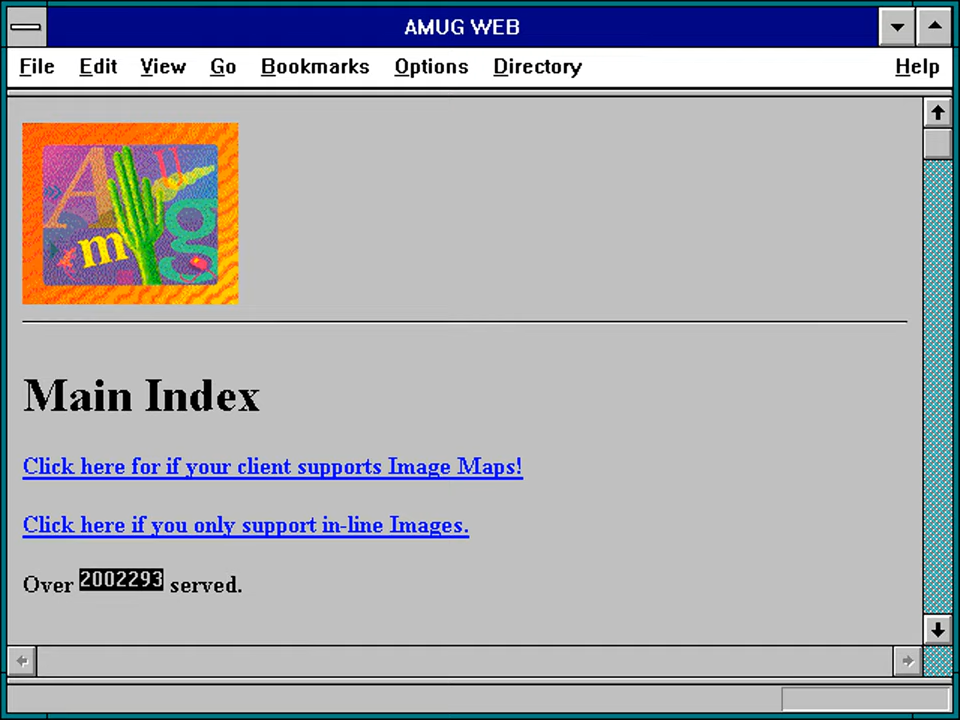 AMUG WEB
File Edit View Go Bookmarks Options Directory Help
A m U g
Main Index
Click here for if your client supports Image Maps!
Click here if you only support in-line Images.
Over 2002293 served.